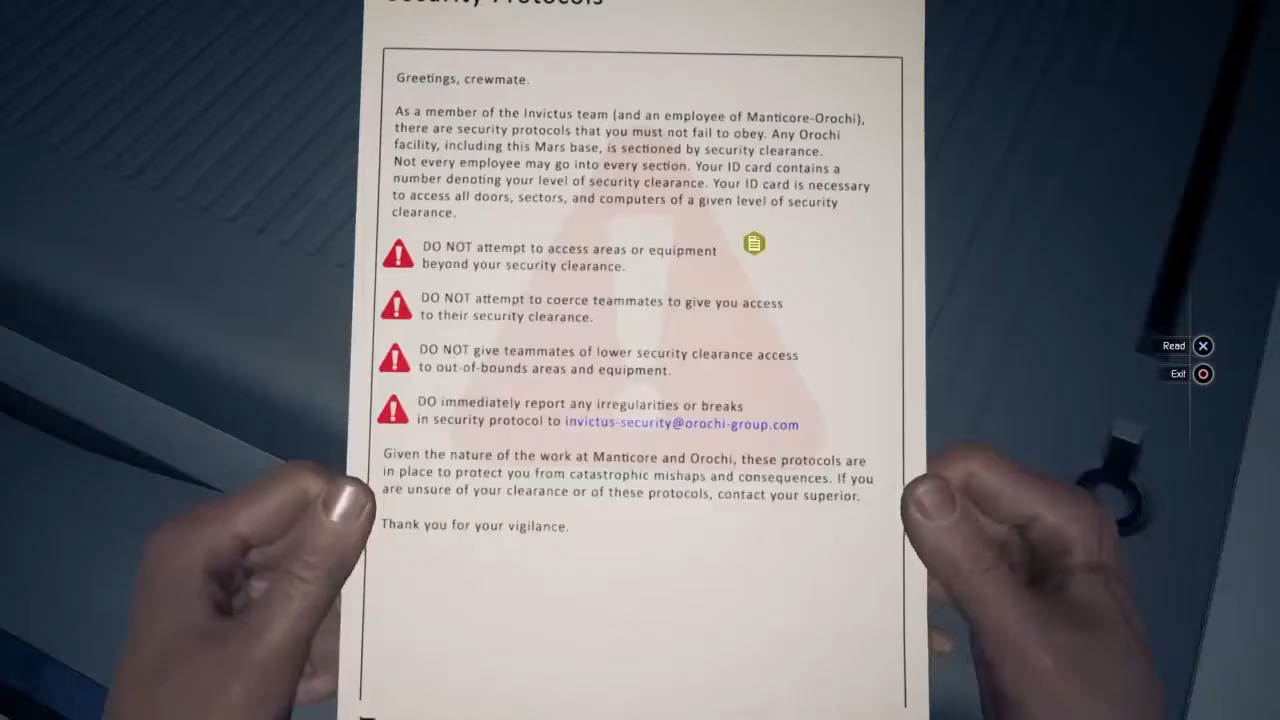 Security Protocols
Greetings, crewmate.
As a member of the Invictus team (and an employee of Manticore-Orochi),
there are security protocols that you must not fail to obey. Any Orochi
facility, including this Mars base, is sectioned by security clearance.
Not every employee may go into every section. Your ID card contains a
number denoting your level of security clearance. Your ID card is necessary
to access all doors, sectors, and computers of a given level of security
clearance.
DO NOT attempt to access areas or equipment
beyond your security clearance.
DO NOT attempt to coerce teammates to give you access
to their security clearance.
DO NOT give teammates of lower security clearance access
to out-of-bounds areas and equipment.
DO immediately report any irregularities or breaks
in security protocol to invictus-security@orochi-group.com
Given the nature of the work at Manticore and Orochi, these protocols are
in place to protect you from catastrophic mishaps and consequences. If you
are unsure of your clearance or of these protocols, contact your superior.
Thank you for your vigilance.
Read
Exit